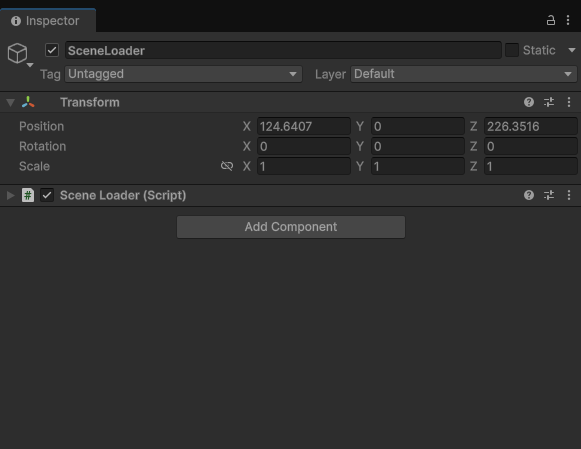 Inspector
SceneLoader Static
Tag Untagged Layer Default
Transform
Position X 124.6407 Y 0 Z 226.3516
Rotation X 0 Y 0 Z 0
Scale X 1 Y 1 Z 1
# Scene Loader (Script)
Add Component